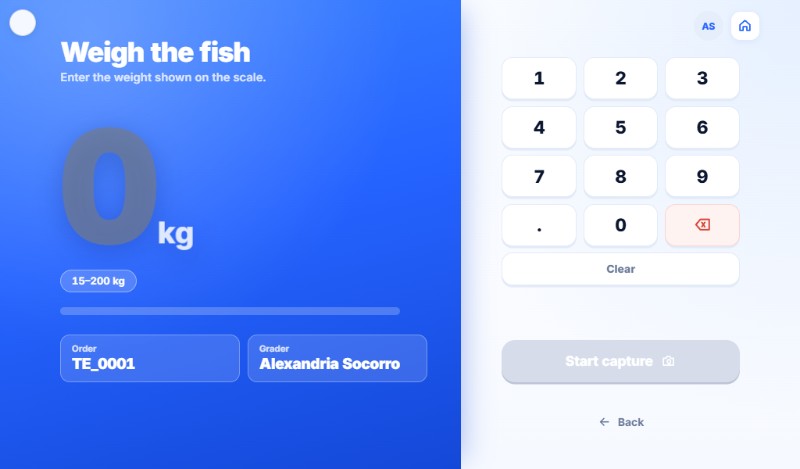 Weigh the fish
Enter the weight shown on the scale.
0 kg
15–200 kg
Order
TE_0001
Grader
Alexandria Socorro
AS
1 2 3
4 5 6
7 8 9
. 0
Clear
Start capture
← Back